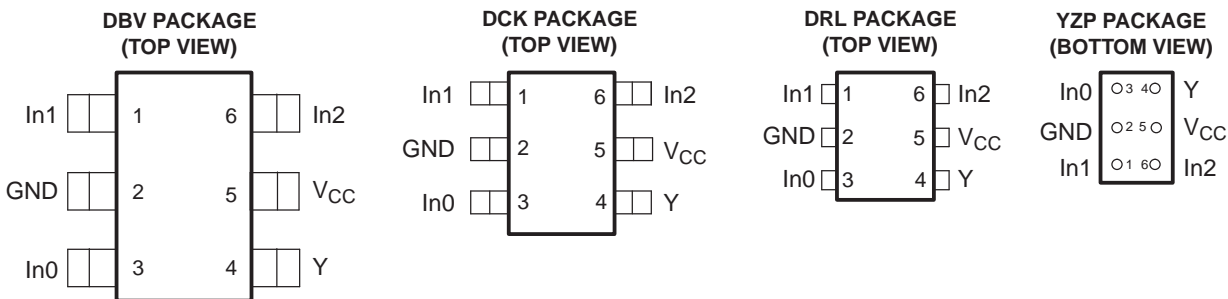 DBV PACKAGE
(TOP VIEW)
In1 1 6 In2
GND 2 5 VCC
In0 3 4 Y
DCK PACKAGE
(TOP VIEW)
In1 1 6 In2
GND 2 5 VCC
In0 3 4 Y
DRL PACKAGE
(TOP VIEW)
In1 1 6 In2
GND 2 5 VCC
In0 3 4 Y
YZP PACKAGE
(BOTTOM VIEW)
In0 3 4 Y
GND 2 5 VCC
In1 1 6 In2